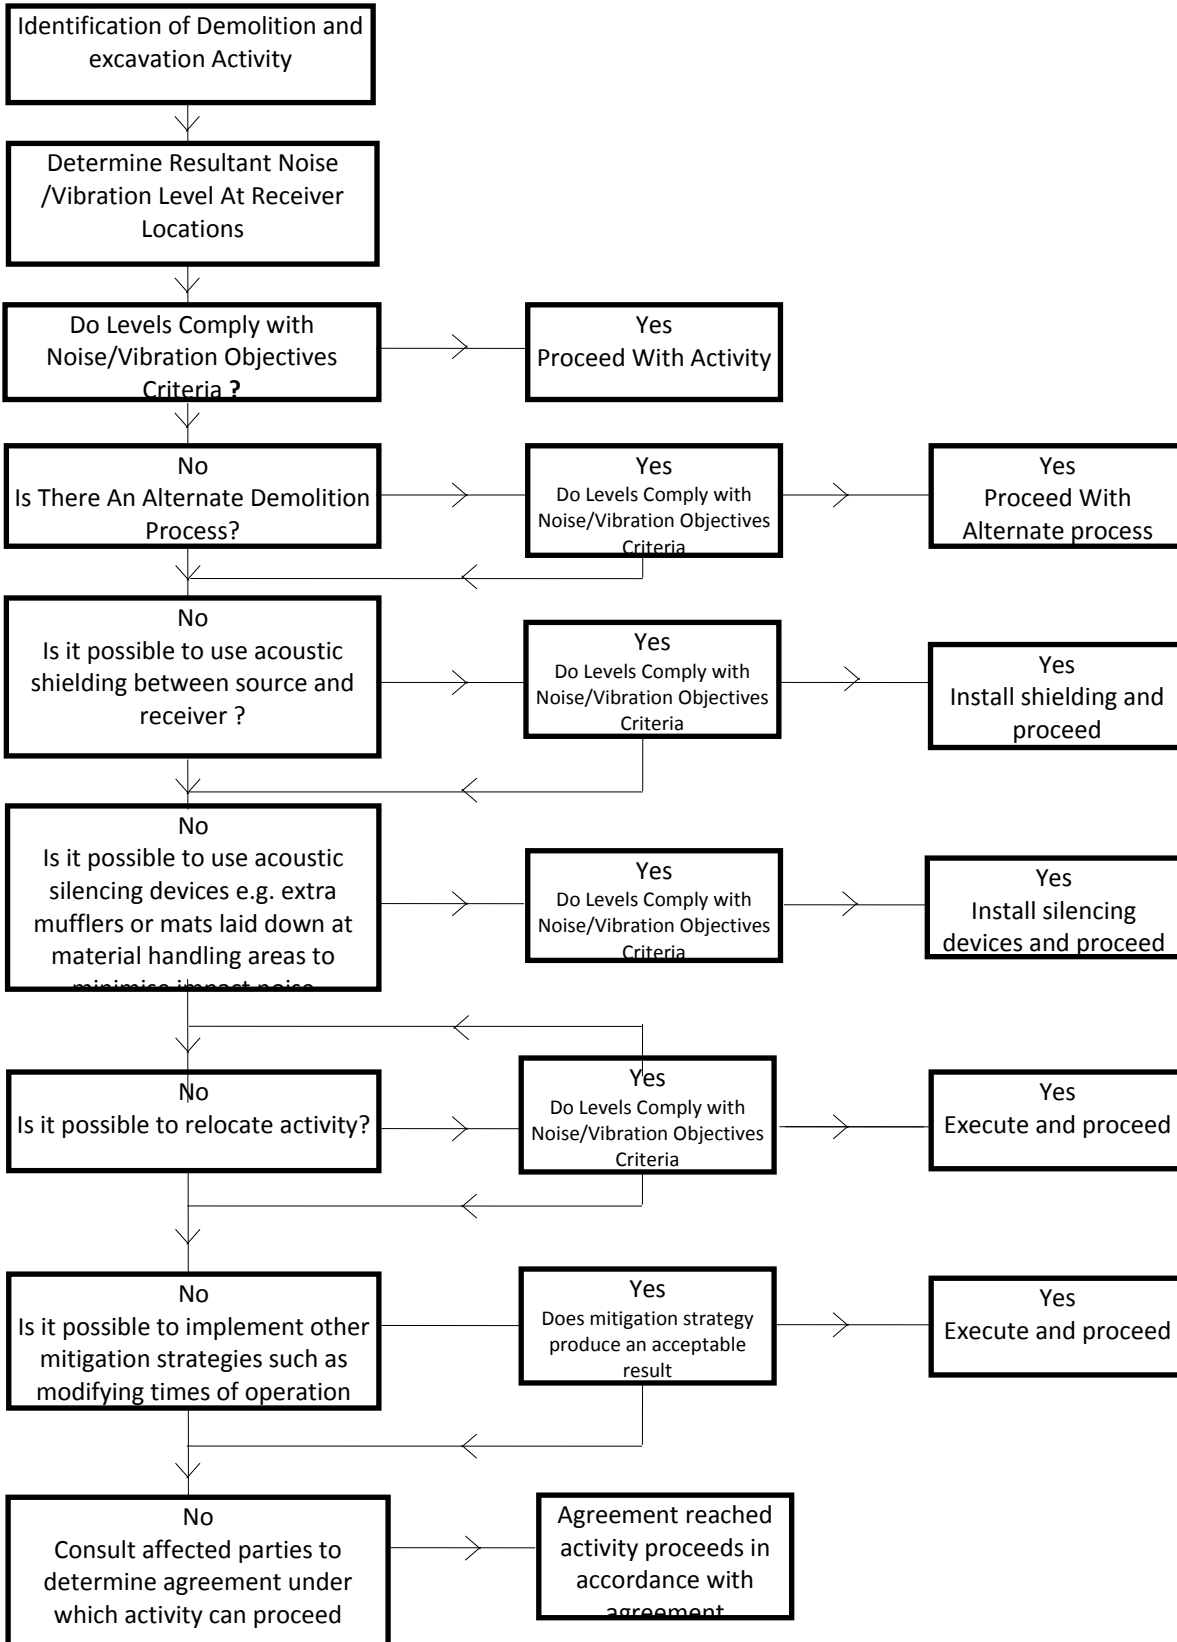 Identification of Demolition and
excavation Activity
Determine Resultant Noise
/Vibration Level At Receiver
Locations
Do Levels Comply with
Noise/Vibration Objectives
Criteria ?
Yes
Proceed With Activity
No
Is There An Alternate Demolition
Process?
Yes
Do Levels Comply with
Noise/Vibration Objectives
Criteria
Yes
Proceed With
Alternate process
No
Is it possible to use acoustic
shielding between source and
receiver ?
Yes
Do Levels Comply with
Noise/Vibration Objectives
Criteria
Yes
Install shielding and
proceed
No
Is it possible to use acoustic
silencing devices e.g. extra
mufflers or mats laid down at
material handling areas to
minimise impact noise
Yes
Do Levels Comply with
Noise/Vibration Objectives
Criteria
Yes
Install silencing
devices and proceed
No
Is it possible to relocate activity?
Yes
Do Levels Comply with
Noise/Vibration Objectives
Criteria
Yes
Execute and proceed
No
Is it possible to implement other
mitigation strategies such as
modifying times of operation
Yes
Does mitigation strategy
produce an acceptable
result
Yes
Execute and proceed
No
Consult affected parties to
determine agreement under
which activity can proceed
Agreement reached
activity proceeds in
accordance with
agreement